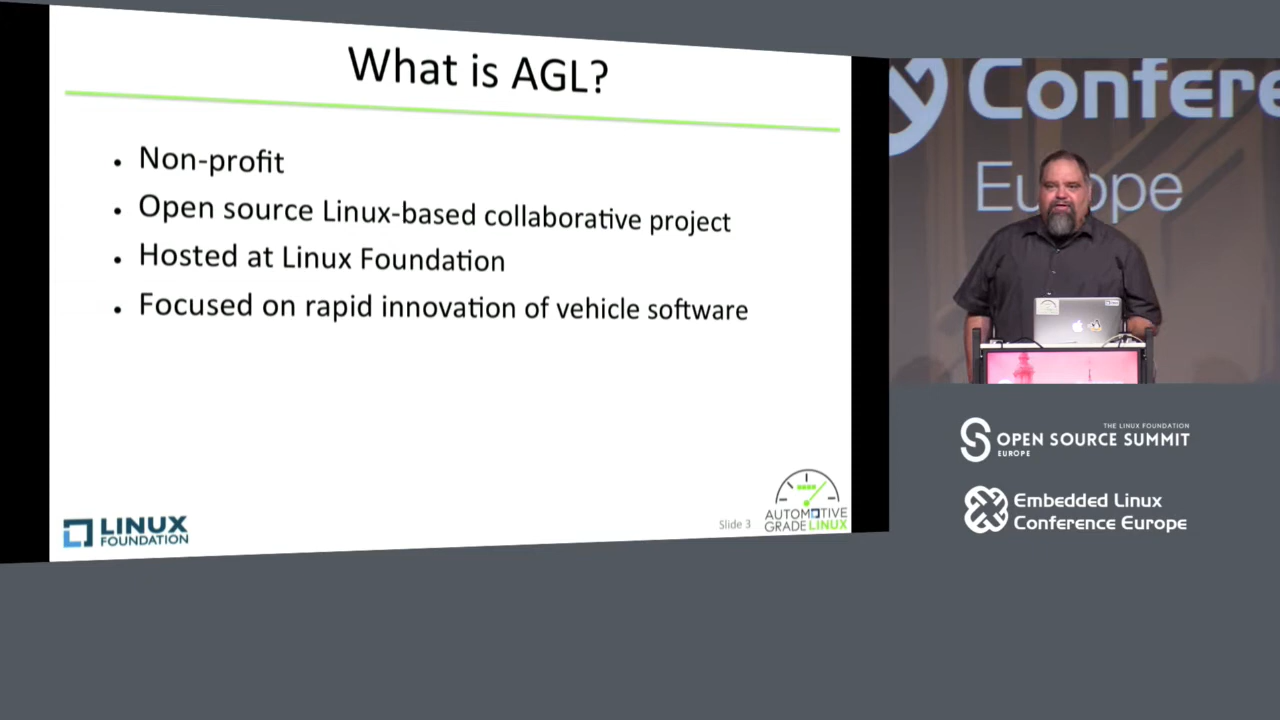 What is AGL?
Non-profit
Open source Linux-based collaborative project
Hosted at Linux Foundation
Focused on rapid innovation of vehicle software
LINUX
FOUNDATION
Slide 3
AUTOMOTIVE
GRADE LINUX
Confere
Europe
THE LINUX FOUNDATION
OPEN SOURCE SUMMIT
EUROPE
Embedded Linux
Conference Europe